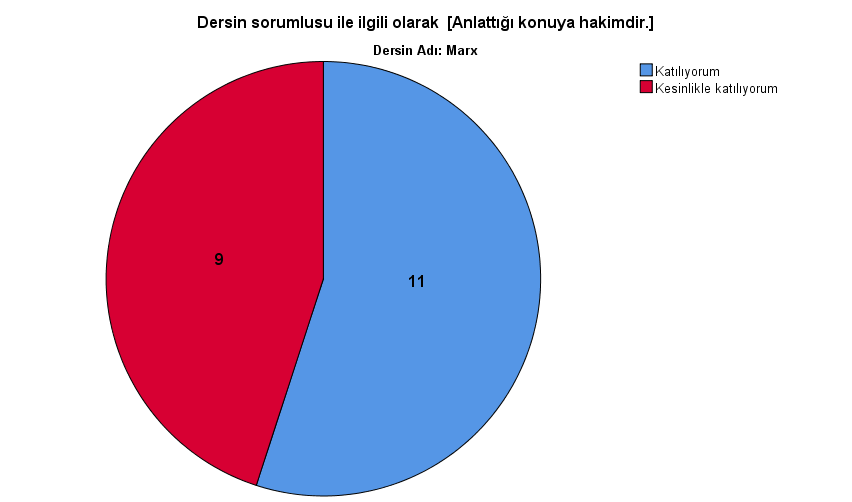 Dersin sorumlusu ile ilgili olarak [Anlattığı konuya hakimdir.]
Dersin Adı: Marx
Katılıyorum
Kesinlikle katılıyorum
9
11